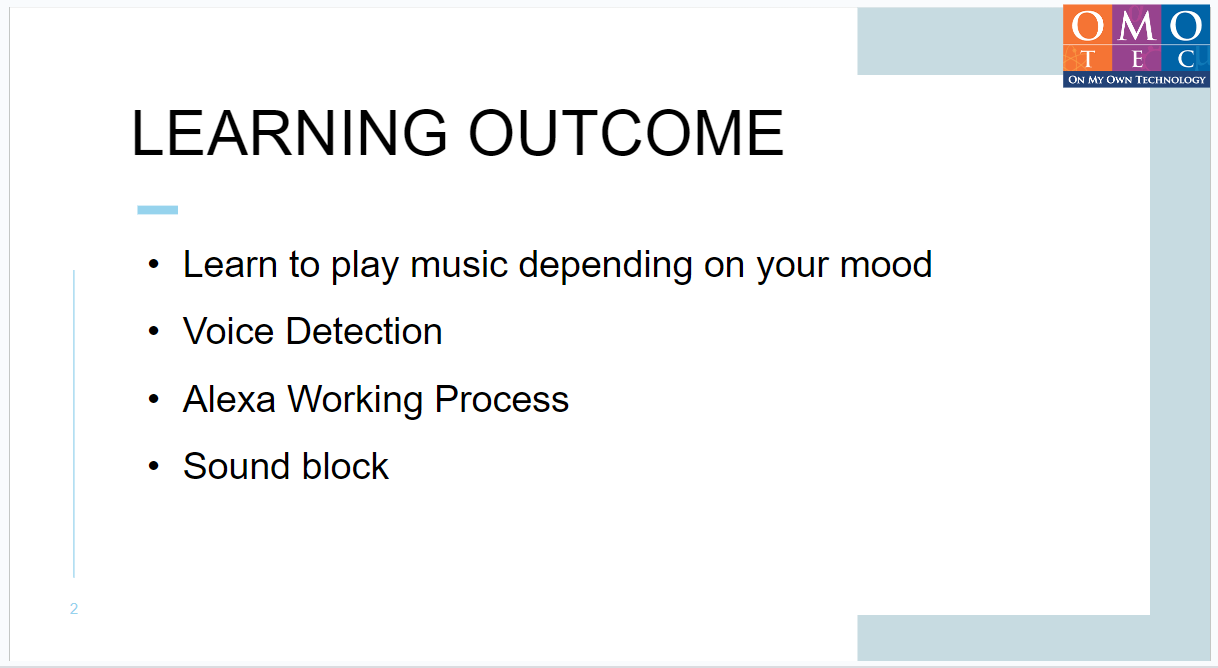 OMO
TEC
ON MY OWN TECHNOLOGY
LEARNING OUTCOME
• Learn to play music depending on your mood
• Voice Detection
• Alexa Working Process
• Sound block
2